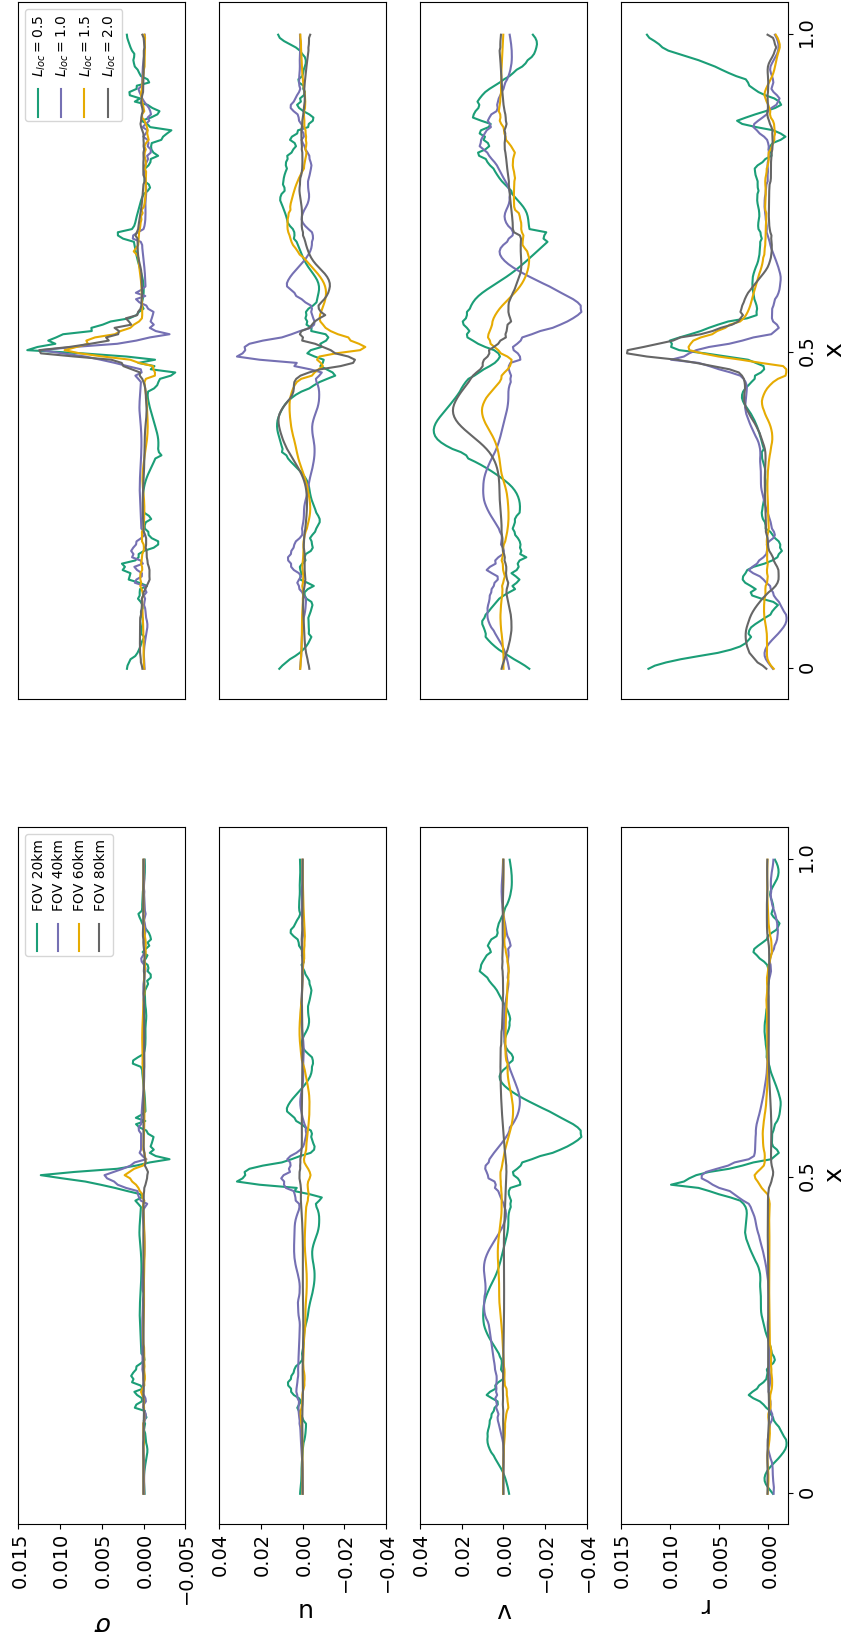 σ
0.015
0.010
0.005
0.000
−0.005
FOV 20km
FOV 40km
FOV 60km
FOV 80km
L_loc = 0.5
L_loc = 1.0
L_loc = 1.5
L_loc = 2.0
u
0.04
0.02
0.00
−0.02
−0.04
v
0.04
0.02
0.00
−0.02
−0.04
r
0.015
0.010
0.005
0.000
0 0.5 1.0
X
0 0.5 1.0
X